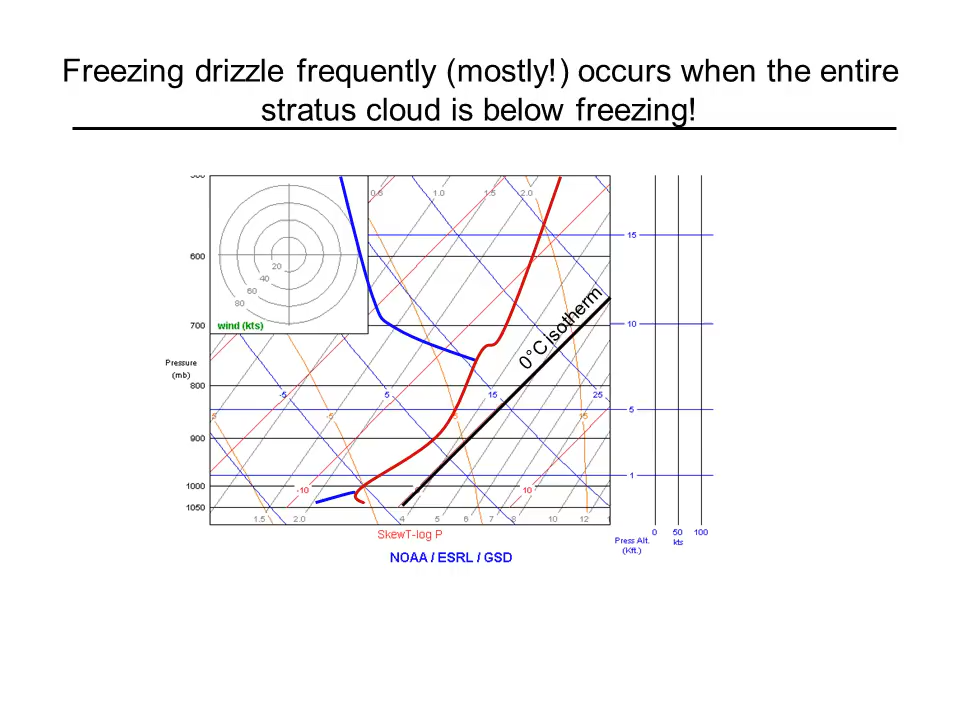 Freezing drizzle frequently (mostly!) occurs when the entire
stratus cloud is below freezing!
0.6 1.0 1.5 2.0
15
600
20
40
60
80
wind (kts)
0°C isotherm
700
10
Pressure
(mb)
800
-5 5 15 25
5
-5 15
900
1000
1
-10 10
1050
1.5 2.0 4 5 6 7 8 10 12
SkewT-log P
Press Alt.
(Kft.)
0 50 100
kts
NOAA / ESRL / GSD